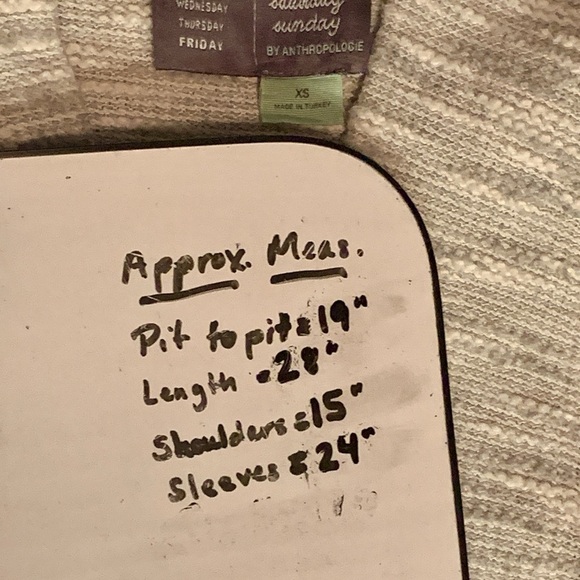 WEDNESDAY
THURSDAY
FRIDAY
saturday
sunday
BY ANTHROPOLOGIE
XS
MADE IN TURKEY
Approx. Meas.
Pit to pit = 19"
Length = 28"
Shoulders = 15"
Sleeves = 24"